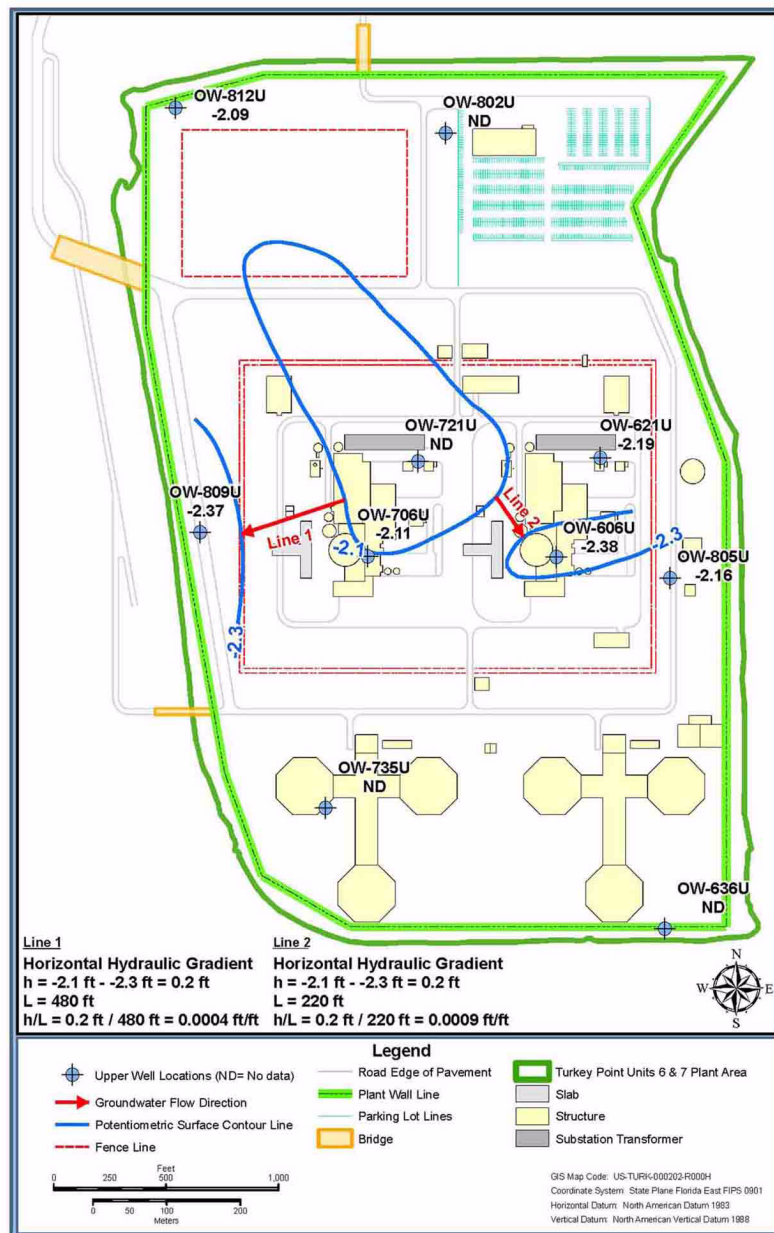 OW-812U
-2.09
OW-802U
ND
OW-721U
ND
OW-621U
-2.19
OW-809U
-2.37
Line 1
OW-706U
-2.11
-2.1
Line 2
OW-606U
-2.38
-2.3
OW-805U
-2.16
-2.3
OW-735U
ND
OW-636U
ND
Line 1
Horizontal Hydraulic Gradient
h = -2.1 ft - -2.3 ft = 0.2 ft
L = 480 ft
h/L = 0.2 ft / 480 ft = 0.0004 ft/ft
Line 2
Horizontal Hydraulic Gradient
h = -2.1 ft - -2.3 ft = 0.2 ft
L = 220 ft
h/L = 0.2 ft / 220 ft = 0.0009 ft/ft
N
W E
S
Legend
Upper Well Locations (ND= No data)
Groundwater Flow Direction
Potentiometric Surface Contour Line
Fence Line
Road Edge of Pavement
Plant Wall Line
Parking Lot Lines
Bridge
Turkey Point Units 6 & 7 Plant Area
Slab
Structure
Substation Transformer
Feet
0 250 500 1,000
0 50 100 200
Meters
GIS Map Code: US-TURK-000202-R000H
Coordinate System: State Plane Florida East FIPS 0901
Horizontal Datum: North American Datum 1983
Vertical Datum: North American Vertical Datum 1988